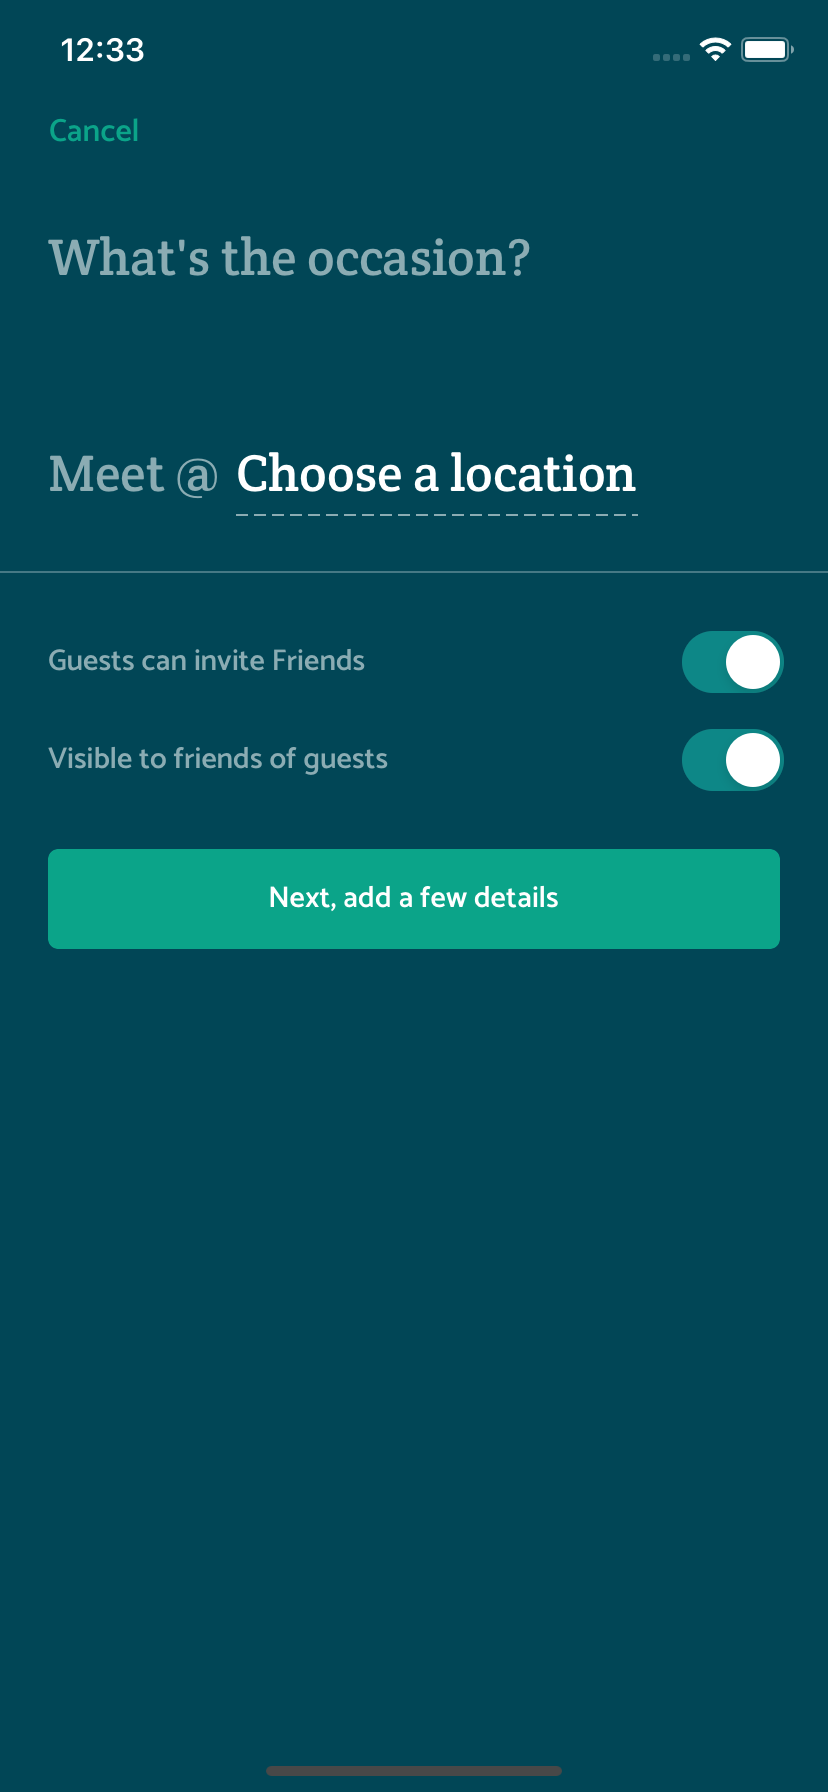 12:33
Cancel
What's the occasion?
Meet @ Choose a location
Guests can invite Friends
Visible to friends of guests
Next, add a few details